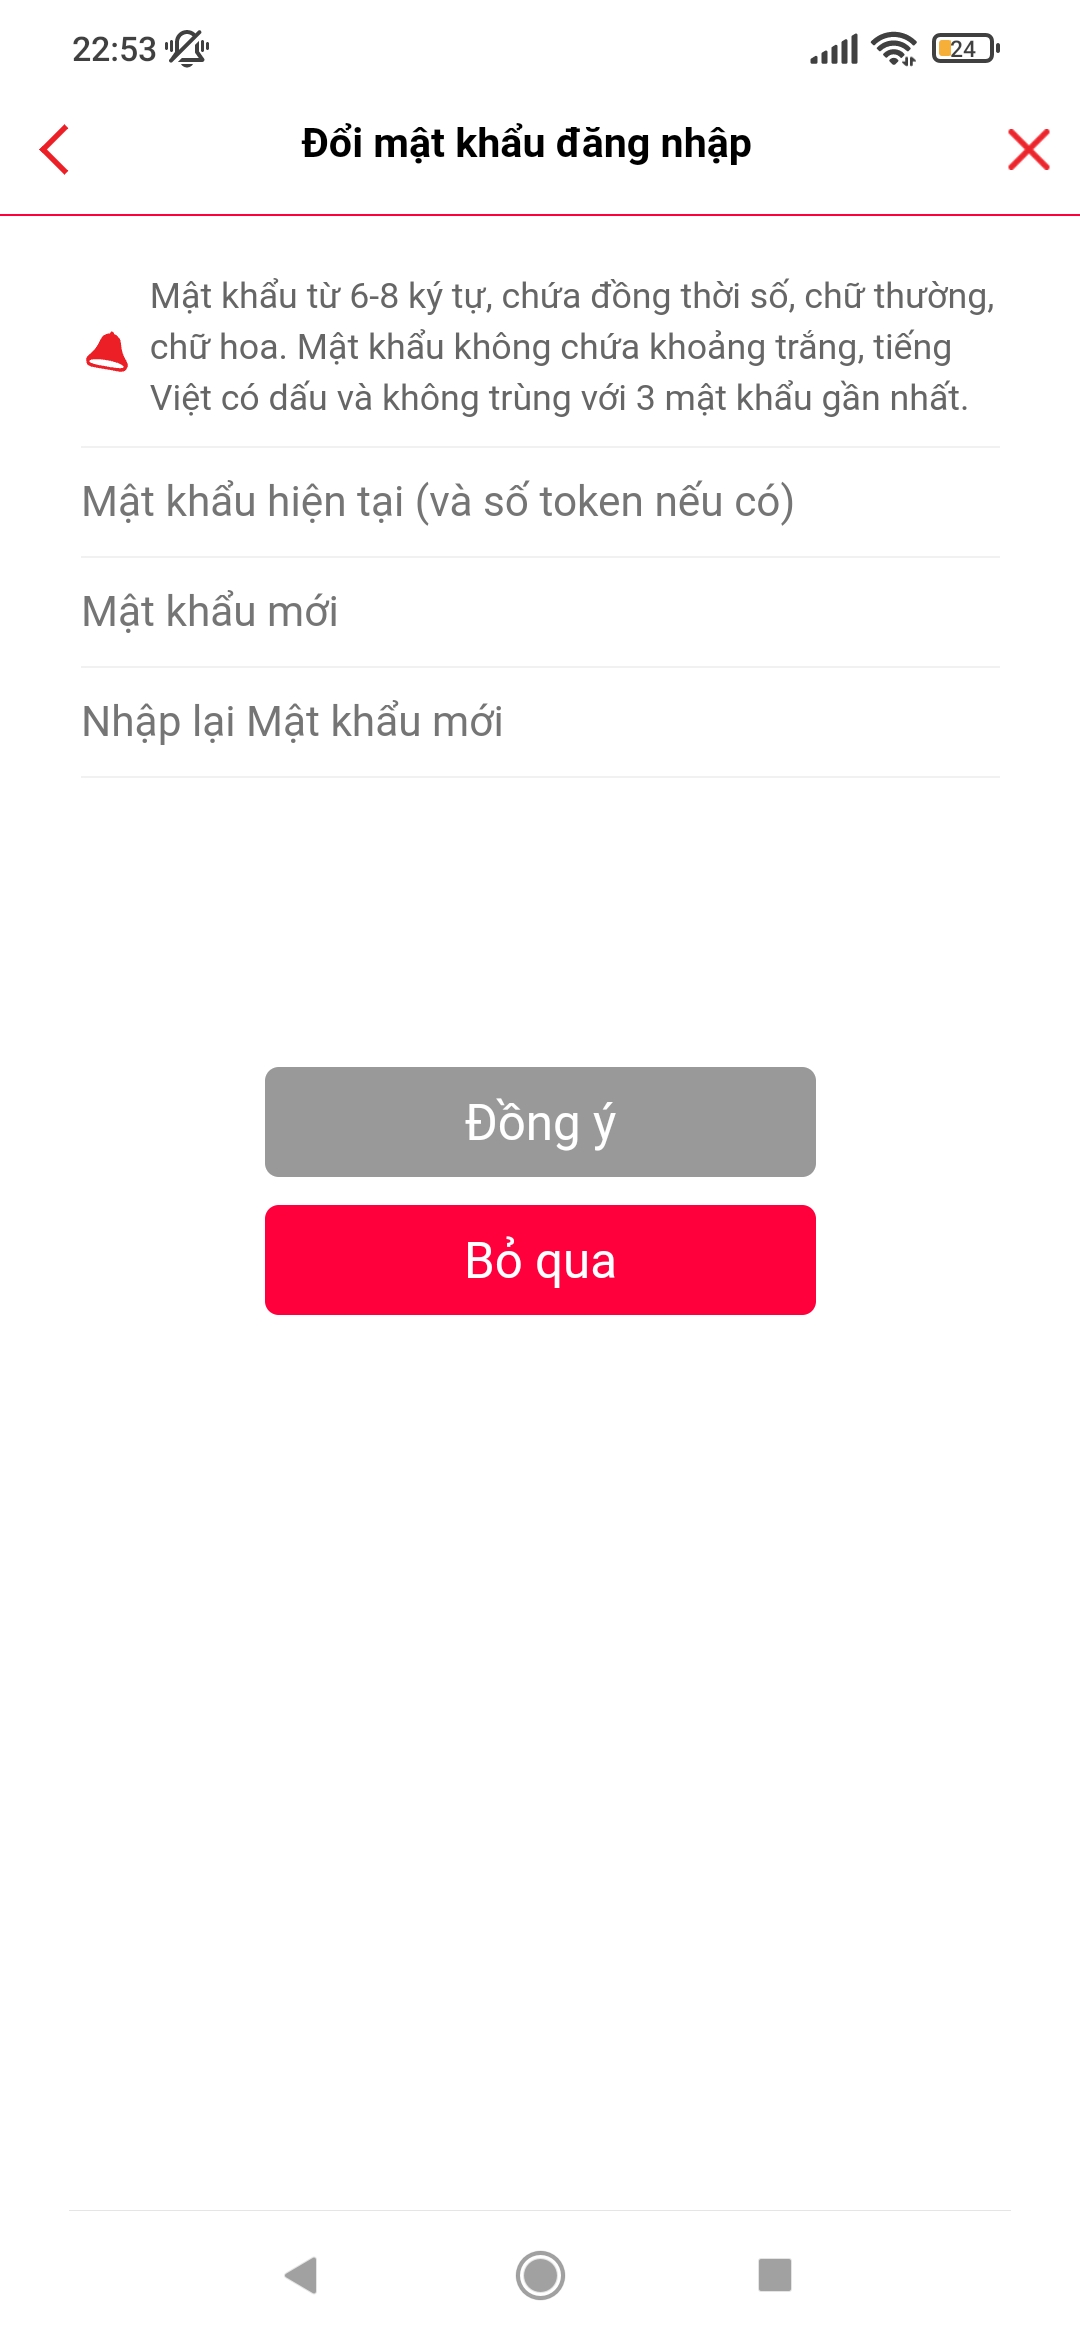 22:53
24
Đổi mật khẩu đăng nhập
Mật khẩu từ 6-8 ký tự, chứa đồng thời số, chữ thường,
chữ hoa. Mật khẩu không chứa khoảng trắng, tiếng
Việt có dấu và không trùng với 3 mật khẩu gần nhất.
Mật khẩu hiện tại (và số token nếu có)
Mật khẩu mới
Nhập lại Mật khẩu mới
Đồng ý
Bỏ qua